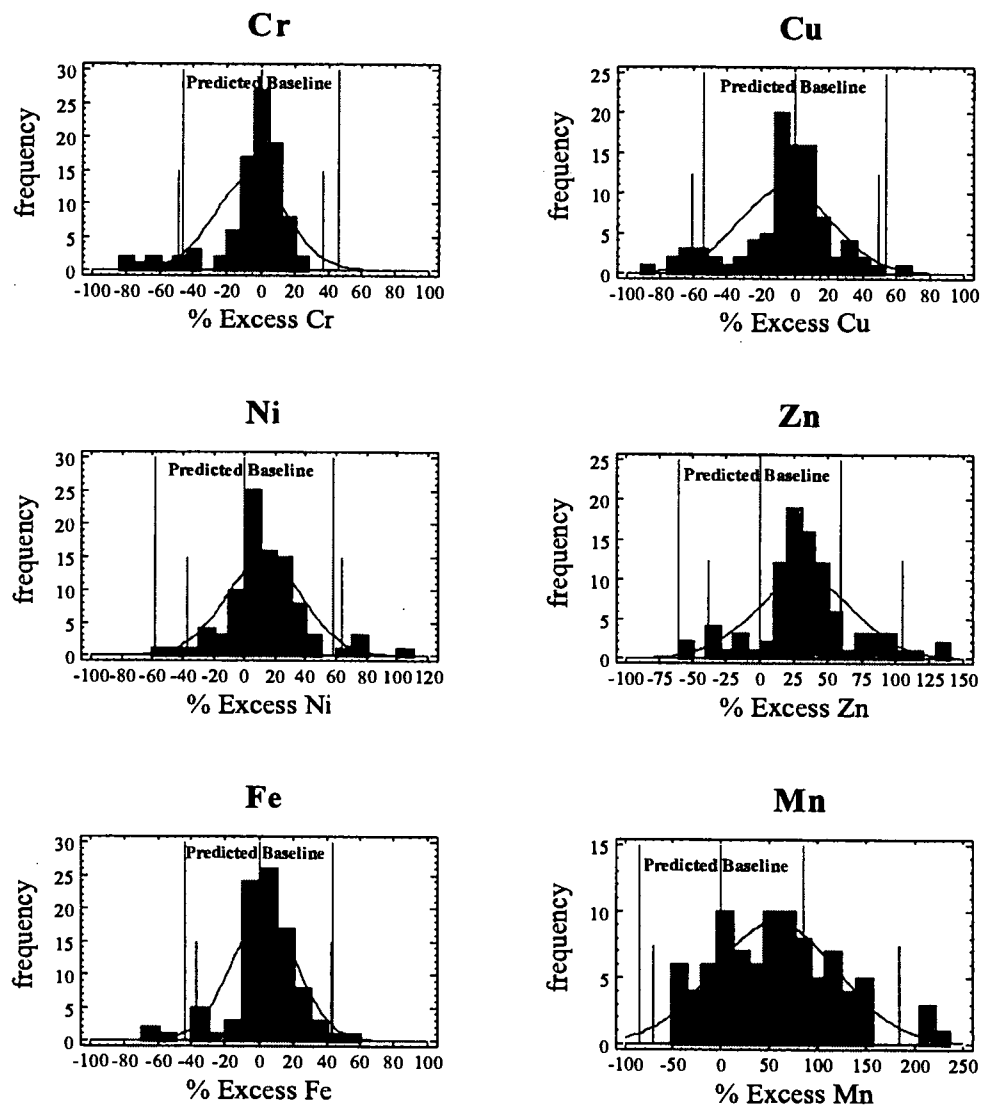 Cr
30
25
20
15
10
5
0
Predicted Baseline
frequency
-100 -80 -60 -40 -20 0 20 40 60 80 100
% Excess Cr
Cu
25
20
15
10
5
0
Predicted Baseline
frequency
-100 -80 -60 -40 -20 0 20 40 60 80 100
% Excess Cu
Ni
30
25
20
15
10
5
0
Predicted Baseline
frequency
-100 -80 -60 -40 -20 0 20 40 60 80 100 120
% Excess Ni
Zn
25
20
15
10
5
0
Predicted Baseline
frequency
-100 -75 -50 -25 0 25 50 75 100 125 150
% Excess Zn
Fe
30
25
20
15
10
5
0
Predicted Baseline
frequency
-100 -80 -60 -40 -20 0 20 40 60 80 100
% Excess Fe
Mn
15
10
5
0
Predicted Baseline
frequency
-100 -50 0 50 100 150 200 250
% Excess Mn